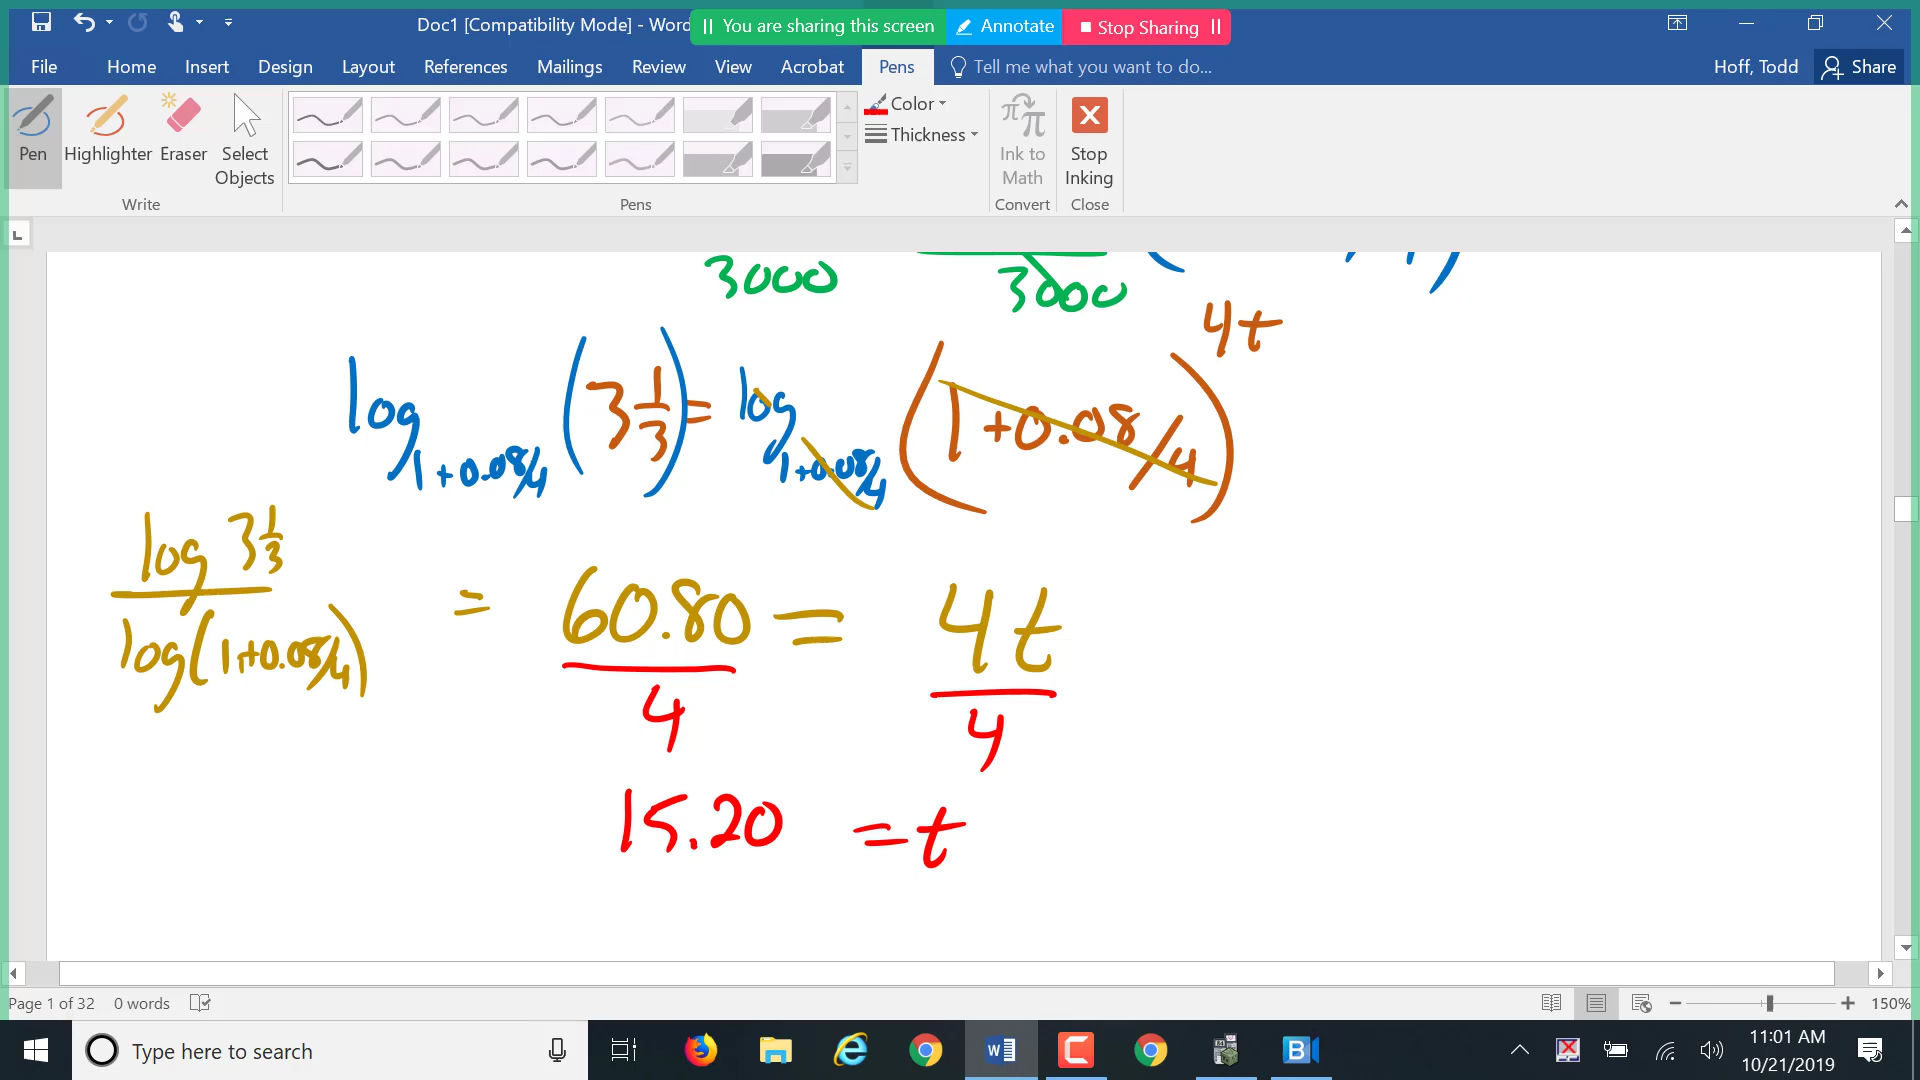 Doc1 [Compatibility Mode] - Word
You are sharing this screen
Annotate
Stop Sharing
File Home Insert Design Layout References Mailings Review View Acrobat Pens Tell me what you want to do... Hoff, Todd Share
Pen Highlighter Eraser Select Objects
Write
Pens
Color
Thickness
Ink to Math
Convert
Stop Inking
Close
3000 3000
log 1+0.08/4 (3 1/3) = log 1+0.08/4 (1+0.08/4) 4t
log 3 1/3 / log(1+0.08/4) = 60.80 / 4 = 4t / 4
15.20 = t
Page 1 of 32 0 words 150%
Type here to search
11:01 AM
10/21/2019